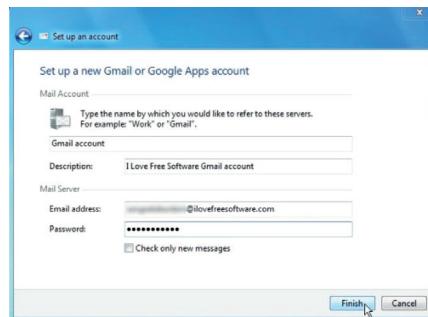 Set up an account
Set up a new Gmail or Google Apps account
Mail Account
Type the name by which you would like to refer to these servers.
For example: "Work" or "Gmail".
Gmail account
Description: I Love Free Software Gmail account
Mail Server
Email address: @ilovefreesoftware.com
Password: •••••••••••
Check only new messages
Finish Cancel